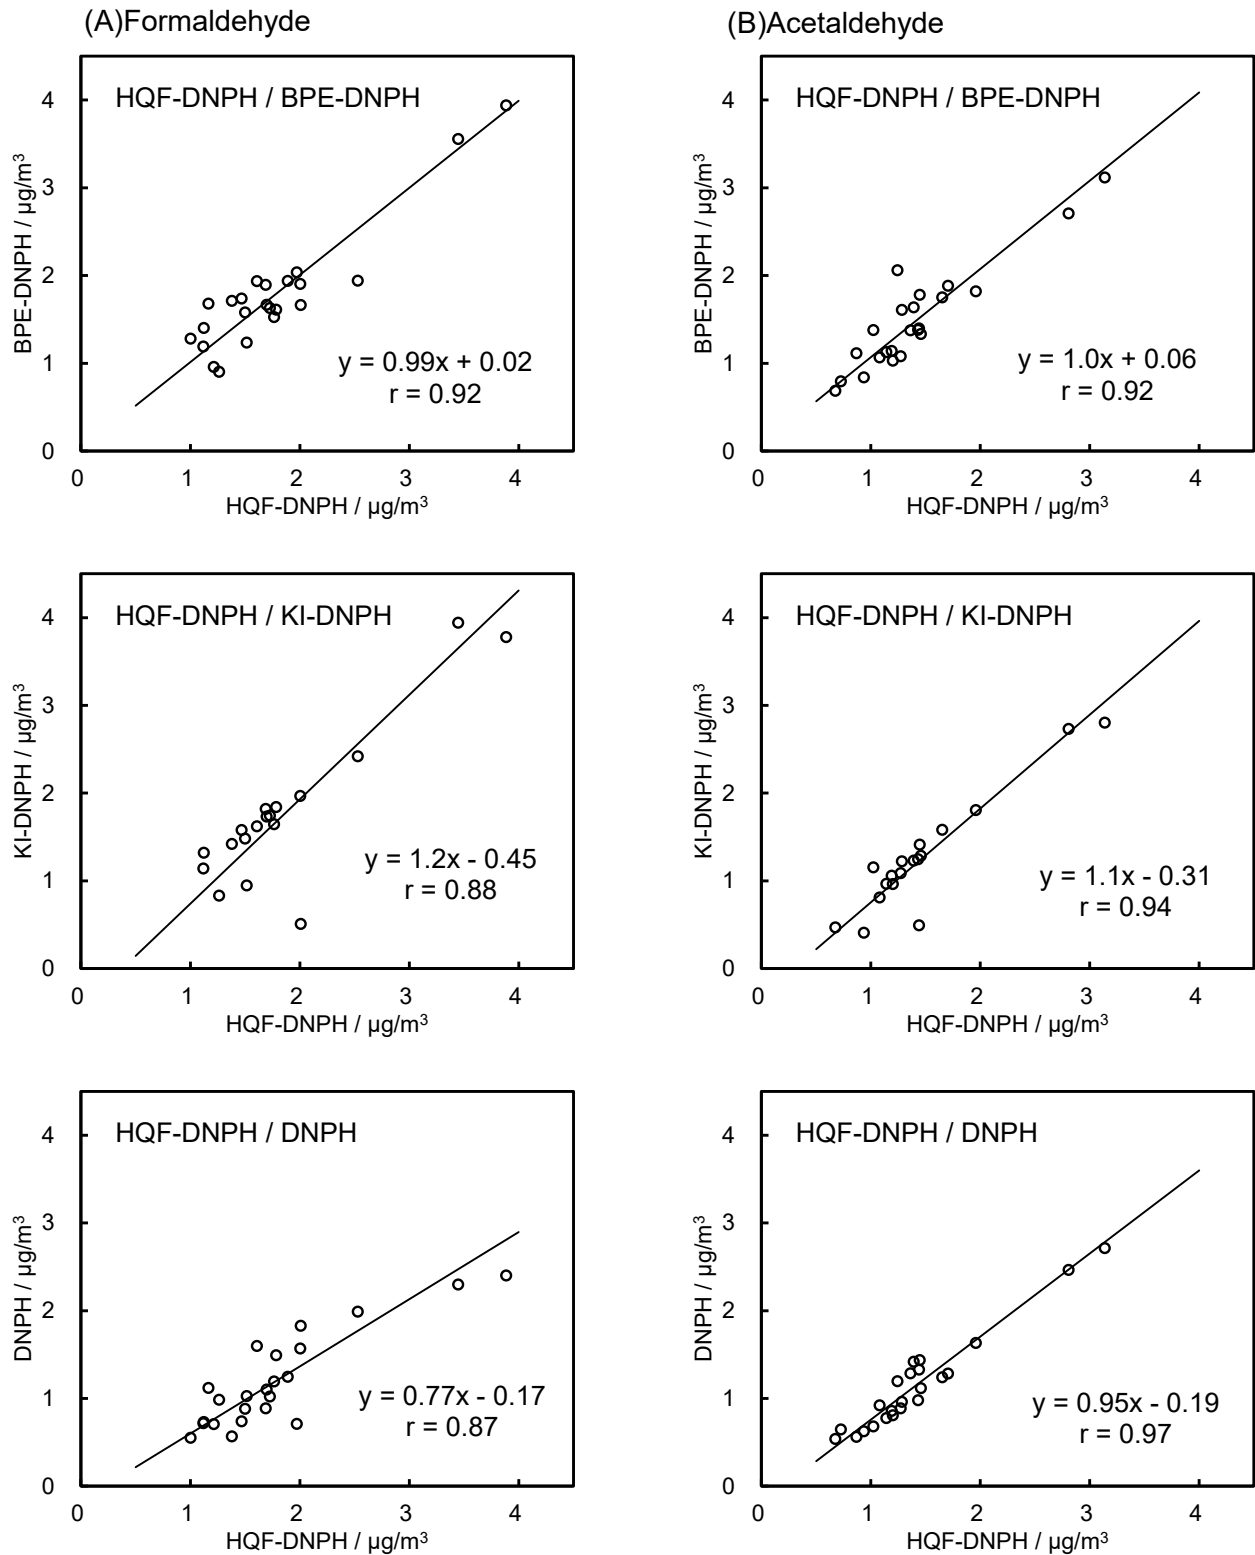 (A)Formaldehyde
(B)Acetaldehyde
HQF-DNPH / BPE-DNPH
BPE-DNPH / µg/m³
4
3
2
1
0
y = 0.99x + 0.02
r = 0.92
0 1 2 3 4
HQF-DNPH / µg/m³
HQF-DNPH / BPE-DNPH
BPE-DNPH / µg/m³
4
3
2
1
0
y = 1.0x + 0.06
r = 0.92
0 1 2 3 4
HQF-DNPH / µg/m³
HQF-DNPH / KI-DNPH
KI-DNPH / µg/m³
4
3
2
1
0
y = 1.2x - 0.45
r = 0.88
0 1 2 3 4
HQF-DNPH / µg/m³
HQF-DNPH / KI-DNPH
KI-DNPH / µg/m³
4
3
2
1
0
y = 1.1x - 0.31
r = 0.94
0 1 2 3 4
HQF-DNPH / µg/m³
HQF-DNPH / DNPH
DNPH / µg/m³
4
3
2
1
0
y = 0.77x - 0.17
r = 0.87
0 1 2 3 4
HQF-DNPH / µg/m³
HQF-DNPH / DNPH
DNPH / µg/m³
4
3
2
1
0
y = 0.95x - 0.19
r = 0.97
0 1 2 3 4
HQF-DNPH / µg/m³